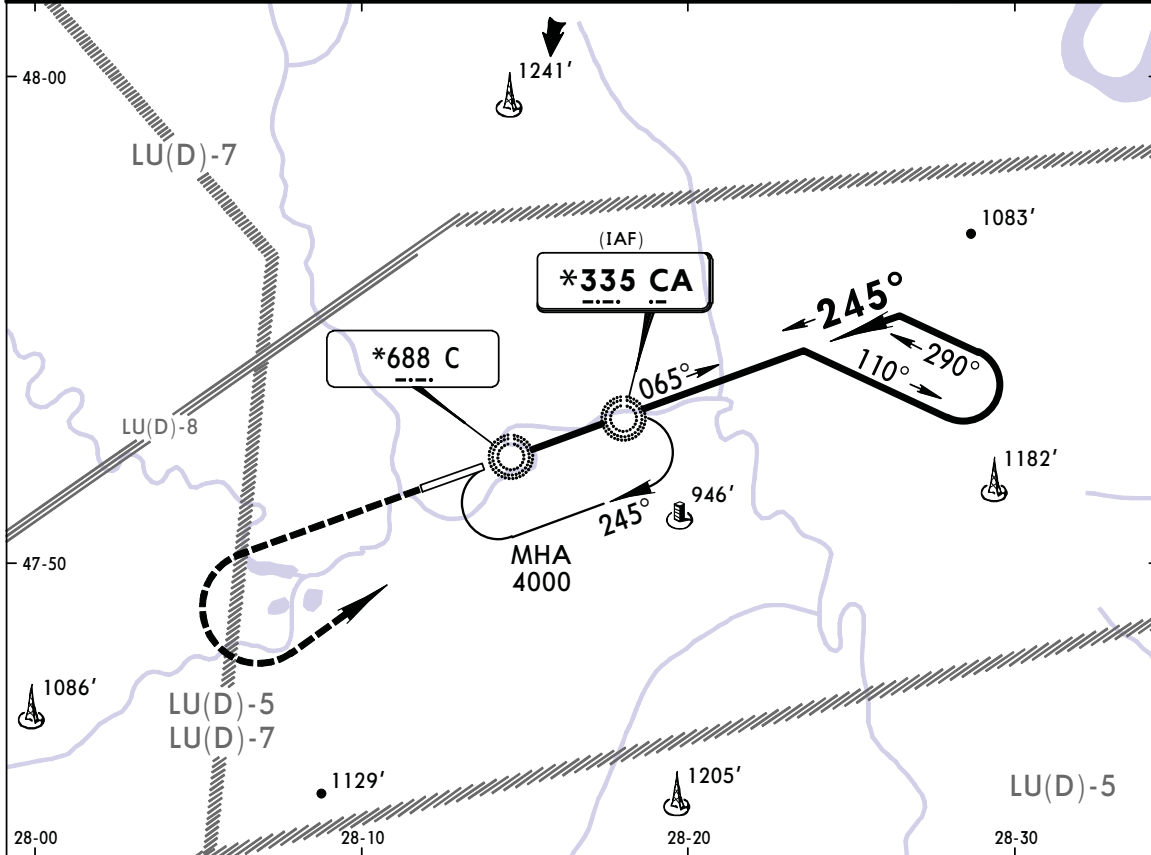 48-00
1241'
LU(D)-7
1083'
(IAF)
*335 CA
245°
*688 C
065°
290°
110°
LU(D)-8
1182'
946'
245°
47-50
MHA
4000
1086'
LU(D)-5
LU(D)-7
1129'
1205'
LU(D)-5
28-00
28-10
28-20
28-30